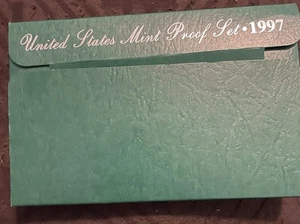 United States Mint Proof Set • 1997